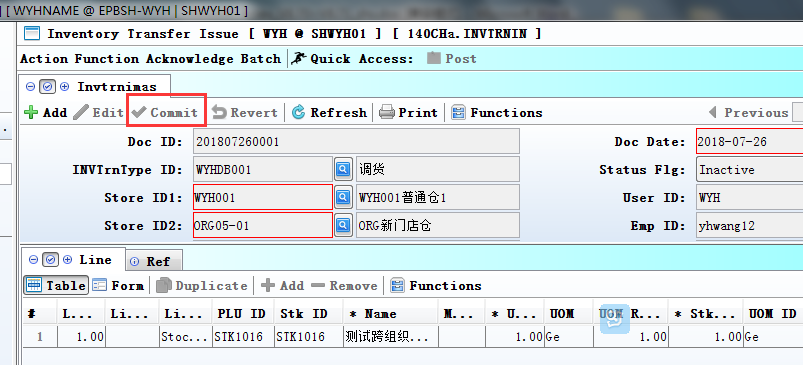 ] [ WYHNAME @ EPBSH-WYH | SHWYH01 ]
Inventory Transfer Issue [ WYH @ SHWYH01 ] [ 140CHa.INVTRNIN ]
Action Function Acknowledge Batch Quick Access: Post
Invtrnimas
Add Edit Commit Revert Refresh Print Functions Previous
Doc ID: 201807260001 Doc Date: 2018-07-26
INVTrnType ID: WYHDB001 调货 Status Flg: Inactive
Store ID1: WYH001 WYH001普通仓1 User ID: WYH
Store ID2: ORG05-01 ORG新门店仓 Emp ID: yhwang12
Line Ref
Table Form Duplicate Add Remove Functions
# L... Li... Li... PLU ID Stk ID * Name M... * U... UOM UOM R... * Stk... UOM ID
1 1.00 Stoc... STK1016 STK1016 测试跨组织... 1.00 Ge 1.00 1.00 Ge